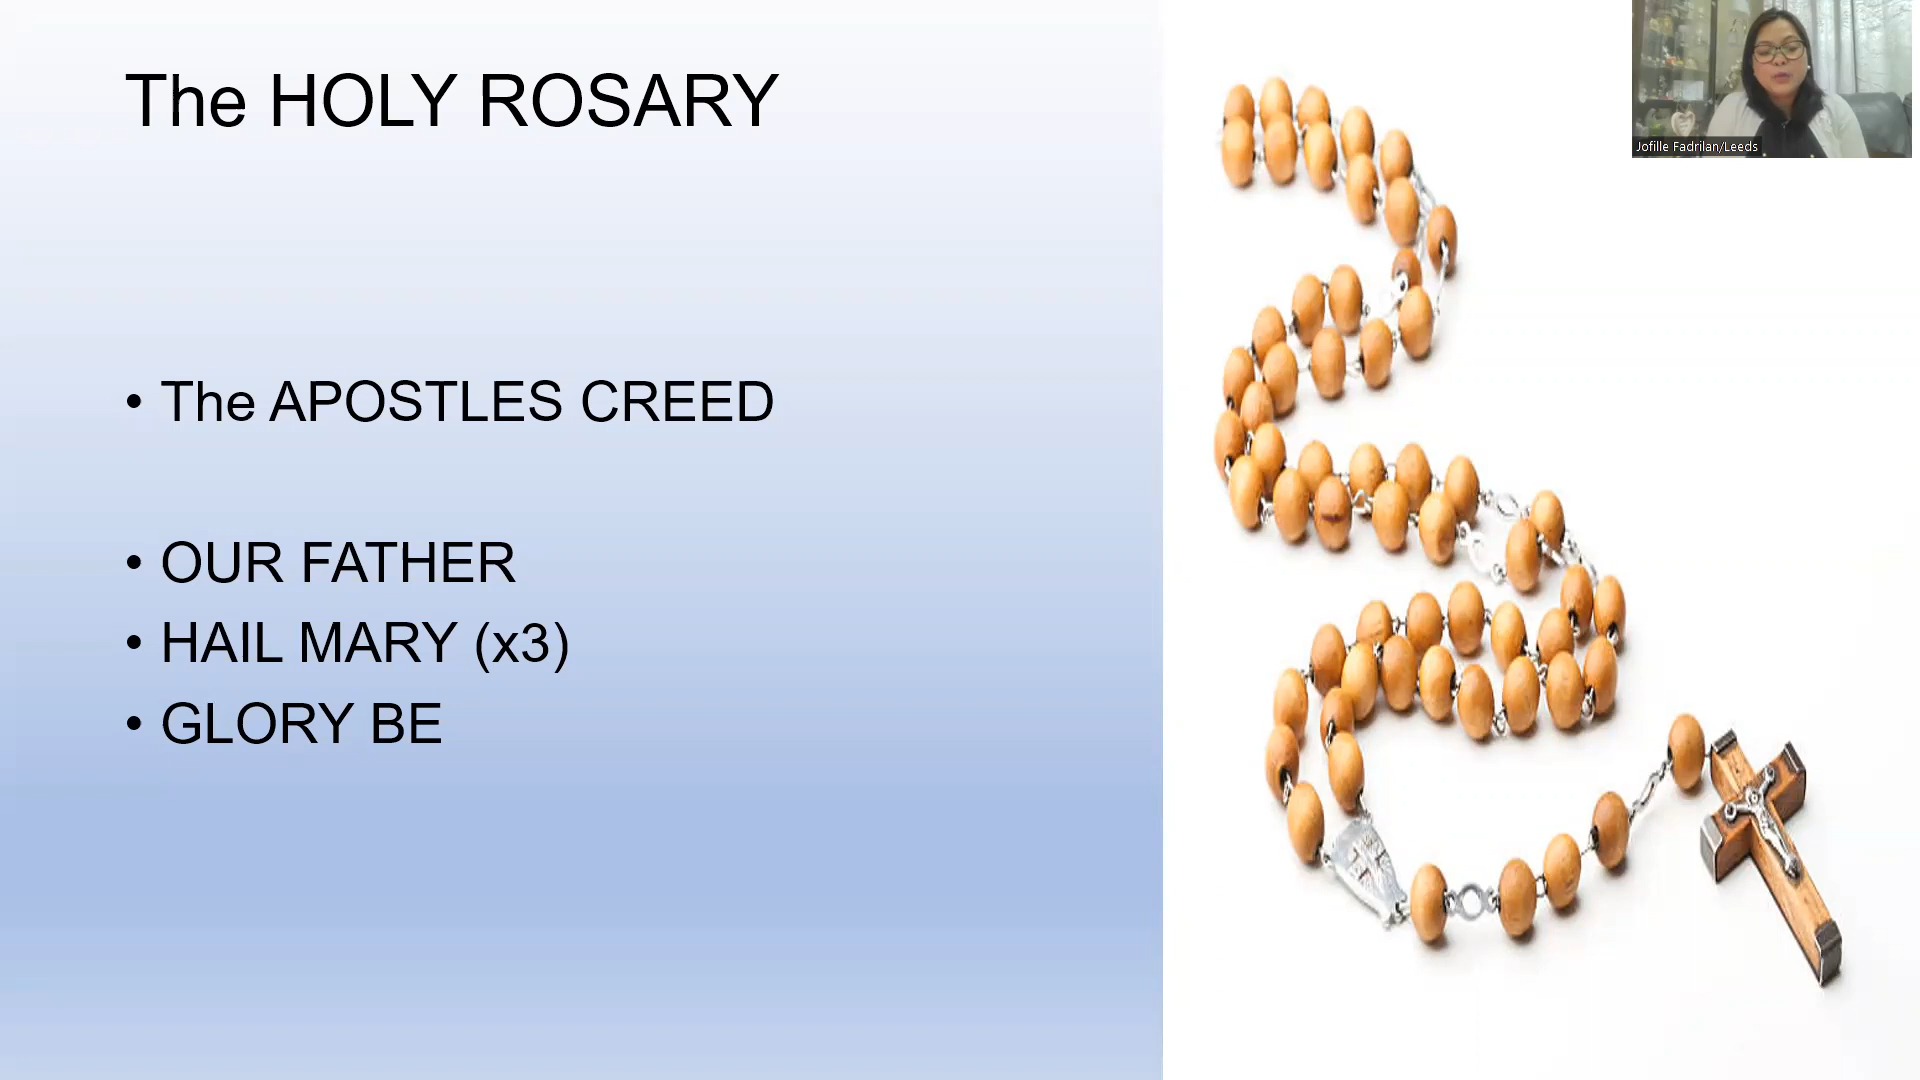 The HOLY ROSARY
• The APOSTLES CREED
• OUR FATHER
• HAIL MARY (x3)
• GLORY BE
Jofille Fadrilan/Leeds